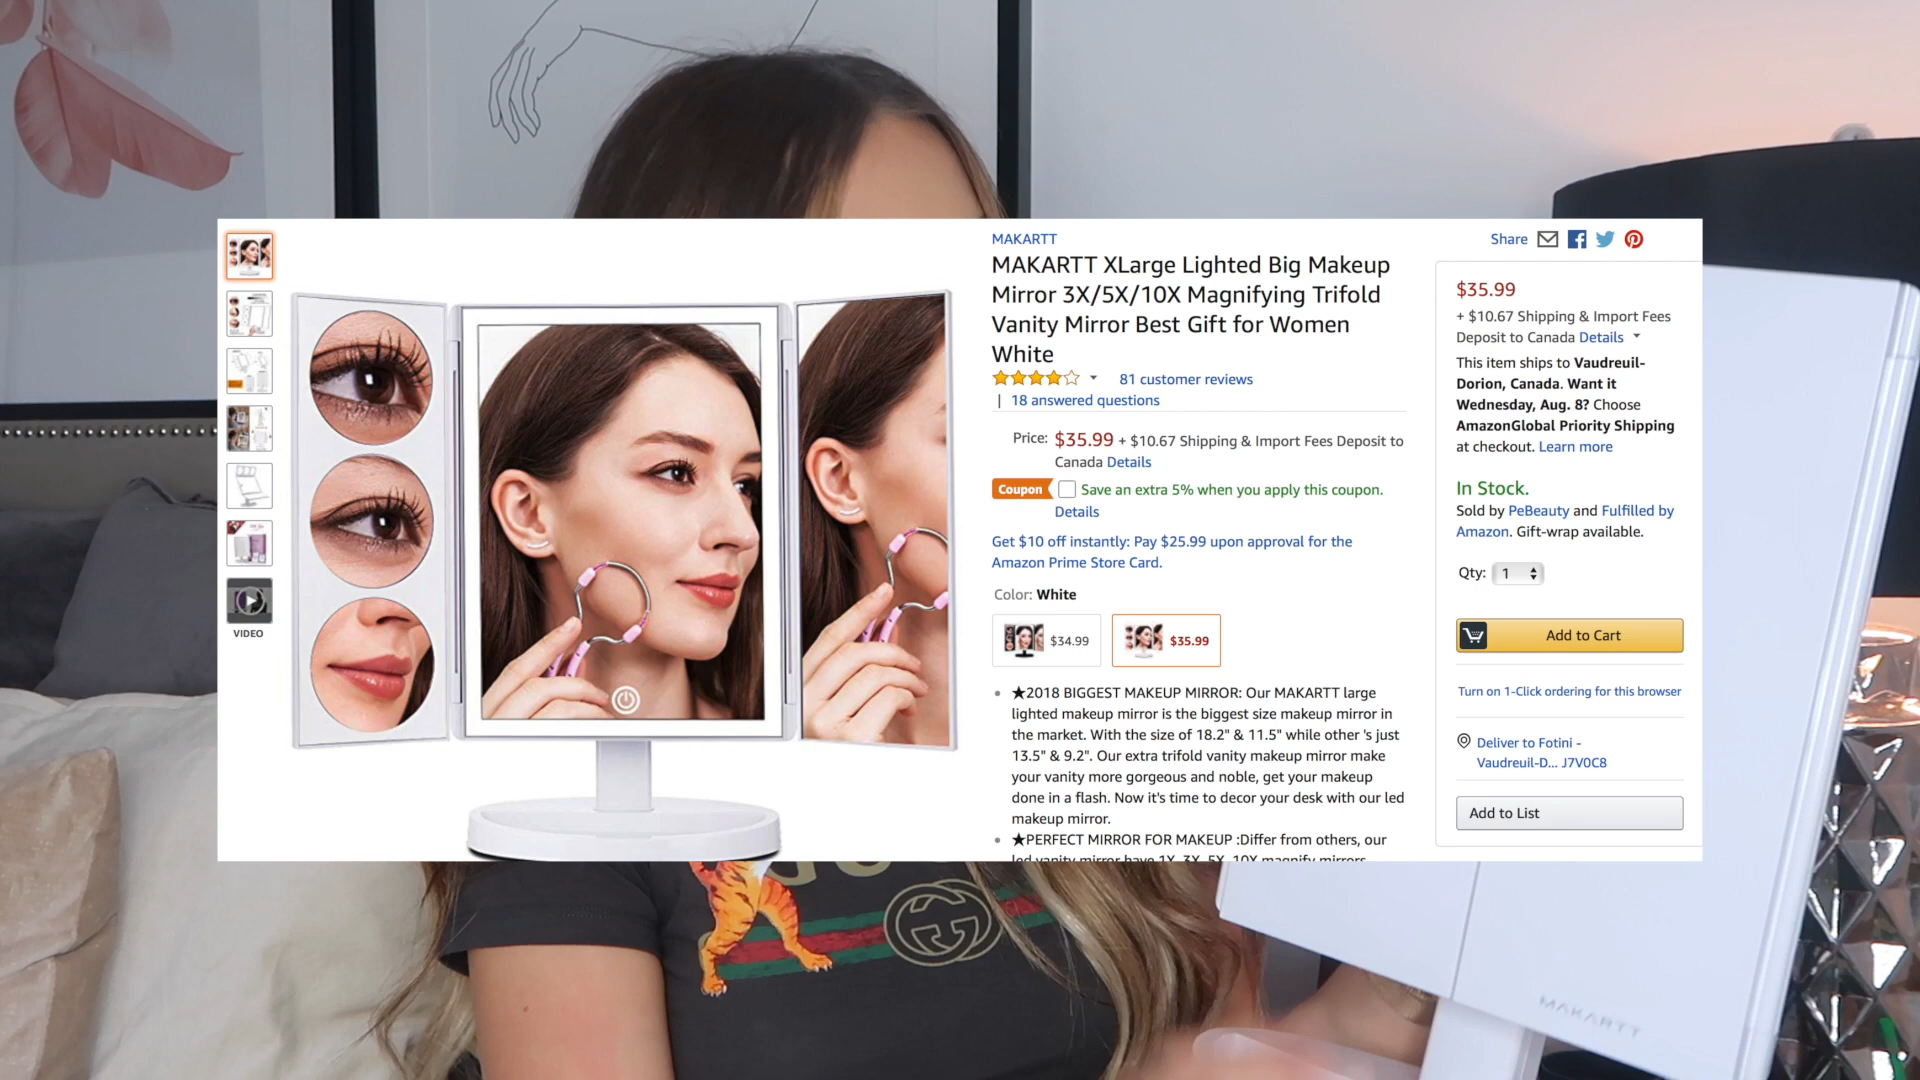 MAKARTT
MAKARTT XLarge Lighted Big Makeup
Mirror 3X/5X/10X Magnifying Trifold
Vanity Mirror Best Gift for Women
White
81 customer reviews
| 18 answered questions
Price: $35.99 + $10.67 Shipping & Import Fees Deposit to
Canada Details
Coupon Save an extra 5% when you apply this coupon.
Details
Get $10 off instantly: Pay $25.99 upon approval for the
Amazon Prime Store Card.
Color: White
$34.99
$35.99
★2018 BIGGEST MAKEUP MIRROR: Our MAKARTT large
lighted makeup mirror is the biggest size makeup mirror in
the market. With the size of 18.2" & 11.5" while other 's just
13.5" & 9.2". Our extra trifold vanity makeup mirror make
your vanity more gorgeous and noble, get your makeup
done in a flash. Now it's time to decor your desk with our led
makeup mirror.
★PERFECT MIRROR FOR MAKEUP :Differ from others, our
led vanity mirror have 1X, 3X, 5X, 10X magnify mirrors
VIDEO
Share
$35.99
+ $10.67 Shipping & Import Fees
Deposit to Canada Details
This item ships to Vaudreuil-
Dorion, Canada. Want it
Wednesday, Aug. 8? Choose
AmazonGlobal Priority Shipping
at checkout. Learn more
In Stock.
Sold by PeBeauty and Fulfilled by
Amazon. Gift-wrap available.
Qty: 1
Add to Cart
Turn on 1-Click ordering for this browser
Deliver to Fotini -
Vaudreuil-D... J7V0C8
Add to List
MAKARTT